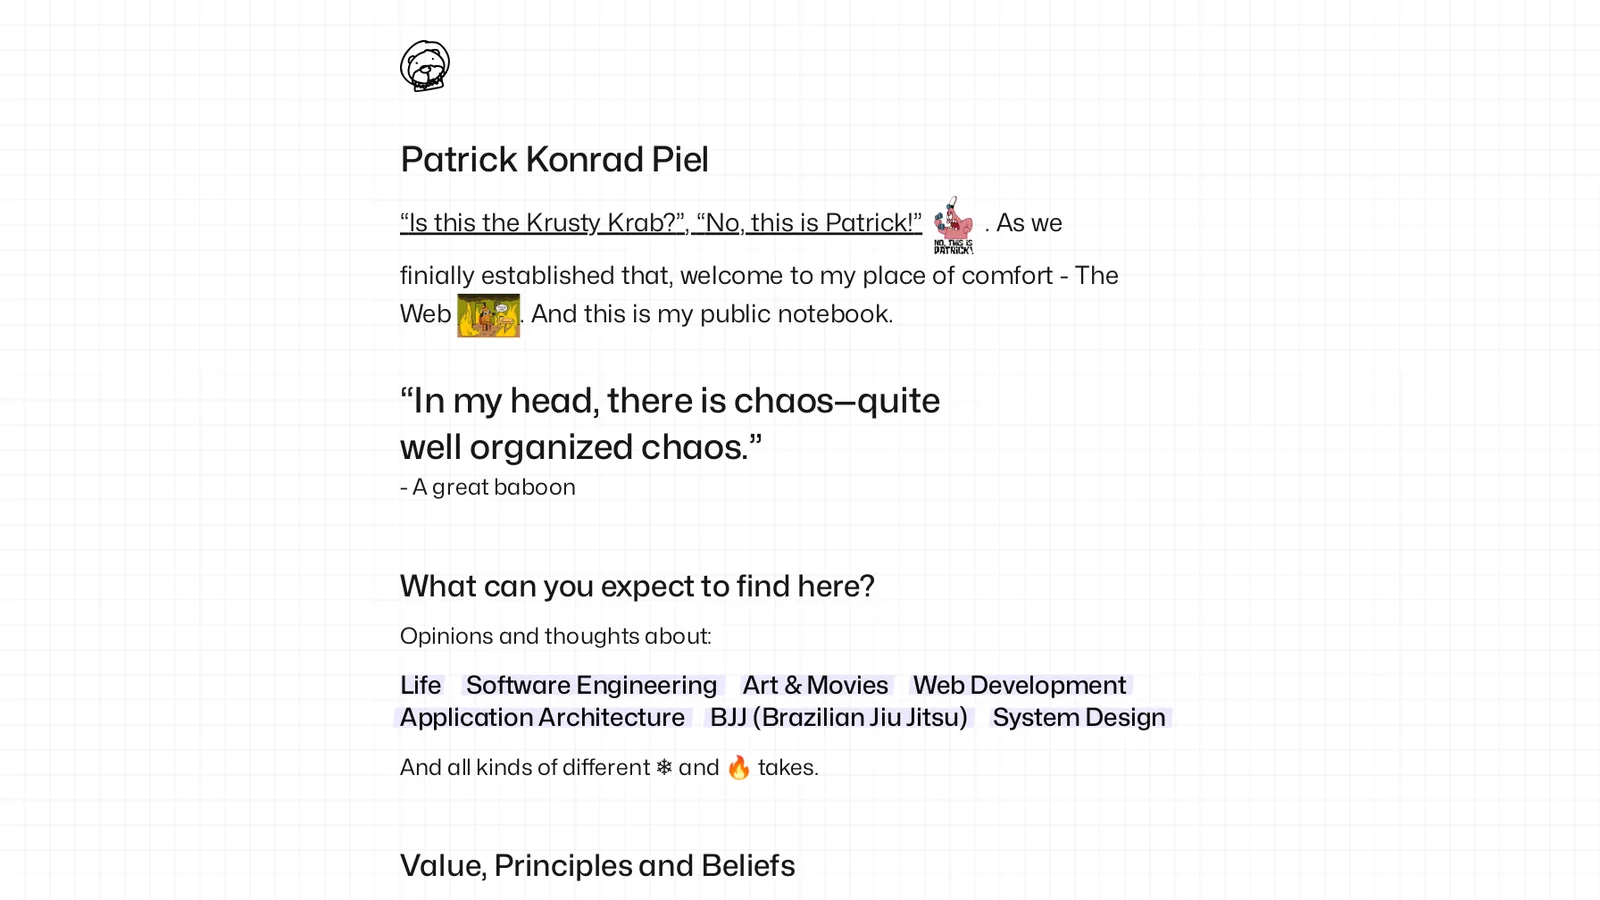 Patrick Konrad Piel
“Is this the Krusty Krab?”, “No, this is Patrick!” NO, THIS IS PATRICK! . As we
finially established that, welcome to my place of comfort - The
Web . And this is my public notebook.
“In my head, there is chaos—quite
well organized chaos.”
- A great baboon
What can you expect to find here?
Opinions and thoughts about:
Life Software Engineering Art & Movies Web Development
Application Architecture BJJ (Brazilian Jiu Jitsu) System Design
And all kinds of different ❄ and 🔥 takes.
Value, Principles and Beliefs